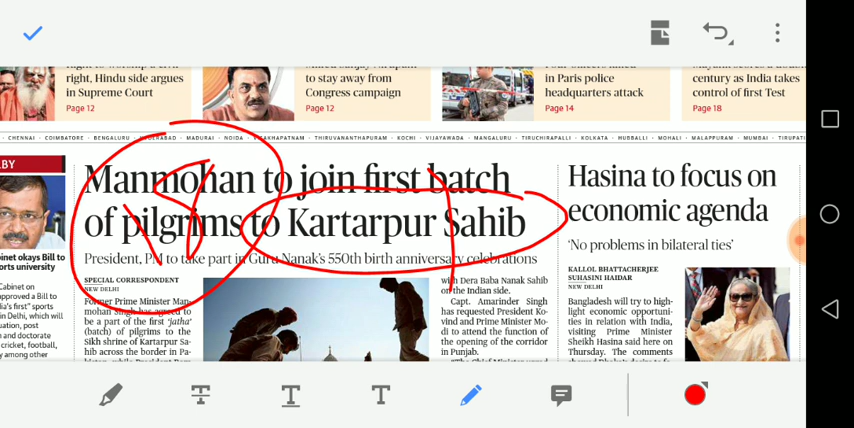 right, Hindu side argues
in Supreme Court
Page 12
to stay away from
Congress campaign
Page 12
in Paris police
headquarters attack
Page 14
century as India takes
control of first Test
Page 18
CHENNAI · COIMBATORE · BENGALURU · HYDERABAD · MADURAI · NOIDA · VISAKHAPATNAM · THIRUVANANTHAPURAM · KOCHI · VIJAYAWADA · MANGALURU · TIRUCHIRAPALLI · KOLKATA · HUBBALLI · MOHALI · MALAPPURAM · MUMBAI · TIRUPATI
BY
inet okays Bill to
orts university
Cabinet on
approved a Bill to
ia's first" sports
in Delhi, which will
uation, post
and doctorate
cricket, football,
y among other
Manmohan to join first batch
of pilgrims to Kartarpur Sahib
President, PM to take part in Guru Nanak's 550th birth anniversary celebrations
SPECIAL CORRESPONDENT
NEW DELHI
Former Prime Minister Man-
mohan Singh has agreed to
be a part of the first 'jatha'
(batch) of pilgrims to the
Sikh shrine of Kartarpur Sa-
hib across the border in Pa-
with Dera Baba Nanak Sahib
on the Indian side.
Capt. Amarinder Singh
has requested President Ko-
vind and Prime Minister Mo-
di to attend the function of
the opening of the corridor
in Punjab.
Hasina to focus on
economic agenda
'No problems in bilateral ties'
KALLOL BHATTACHERJEE
SUHASINI HAIDAR
NEW DELHI
Bangladesh will try to high-
light economic opportuni-
ties in relation with India,
visiting Prime Minister
Sheikh Hasina said here on
Thursday. The comments